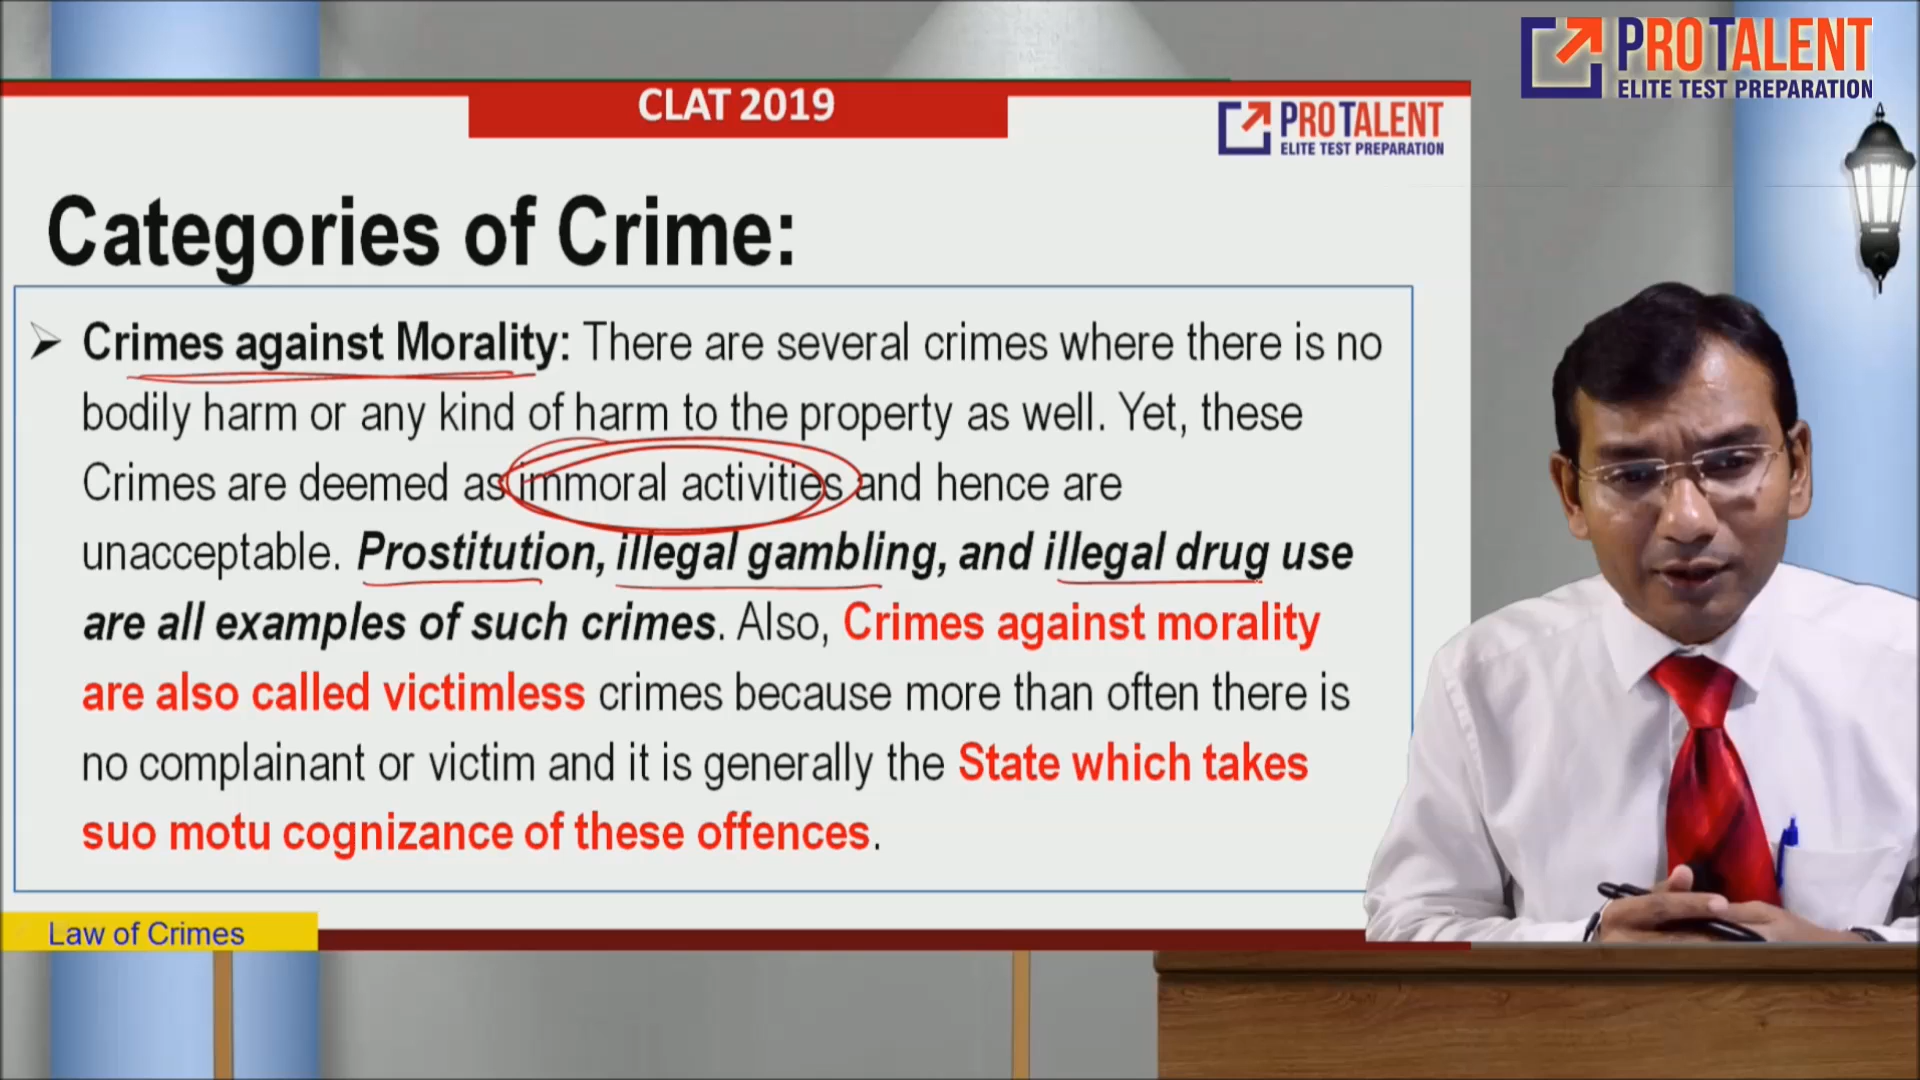 PROTALENT
ELITE TEST PREPARATION
CLAT 2019
PROTALENT
ELITE TEST PREPARATION
Categories of Crime:
Crimes against Morality: There are several crimes where there is no
bodily harm or any kind of harm to the property as well. Yet, these
Crimes are deemed as immoral activities and hence are
unacceptable. Prostitution, illegal gambling, and illegal drug use
are all examples of such crimes. Also, Crimes against morality
are also called victimless crimes because more than often there is
no complainant or victim and it is generally the State which takes
suo motu cognizance of these offences.
Law of Crimes